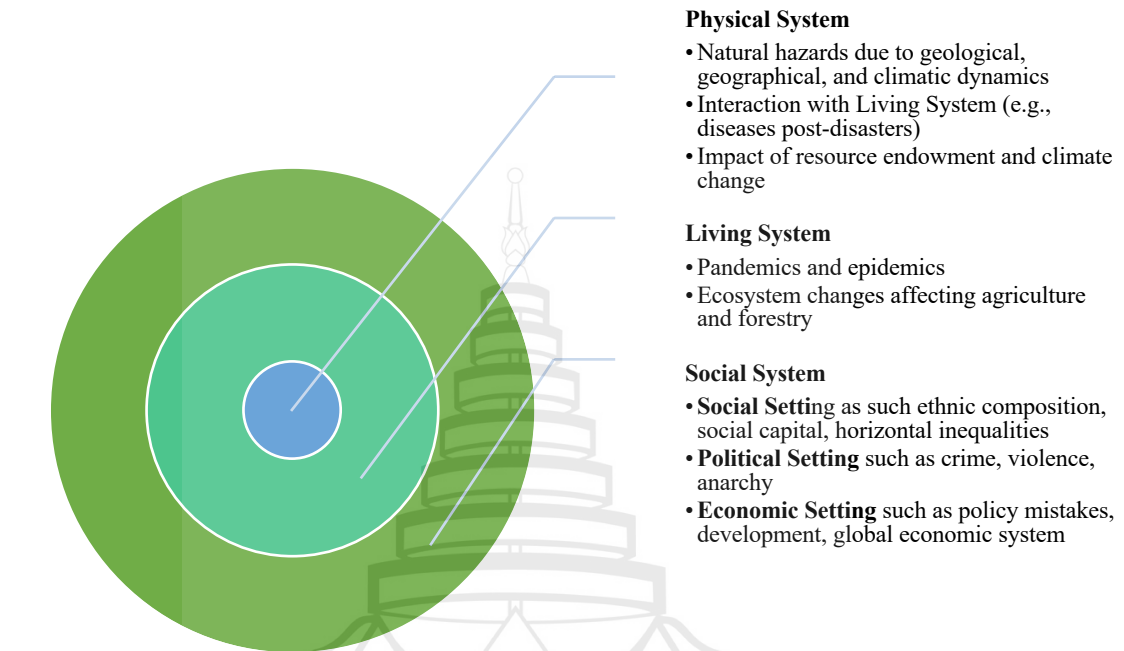 Physical System
• Natural hazards due to geological,
geographical, and climatic dynamics
• Interaction with Living System (e.g.,
diseases post-disasters)
• Impact of resource endowment and climate
change
Living System
• Pandemics and epidemics
• Ecosystem changes affecting agriculture
and forestry
Social System
• Social Setting as such ethnic composition,
social capital, horizontal inequalities
• Political Setting such as crime, violence,
anarchy
• Economic Setting such as policy mistakes,
development, global economic system